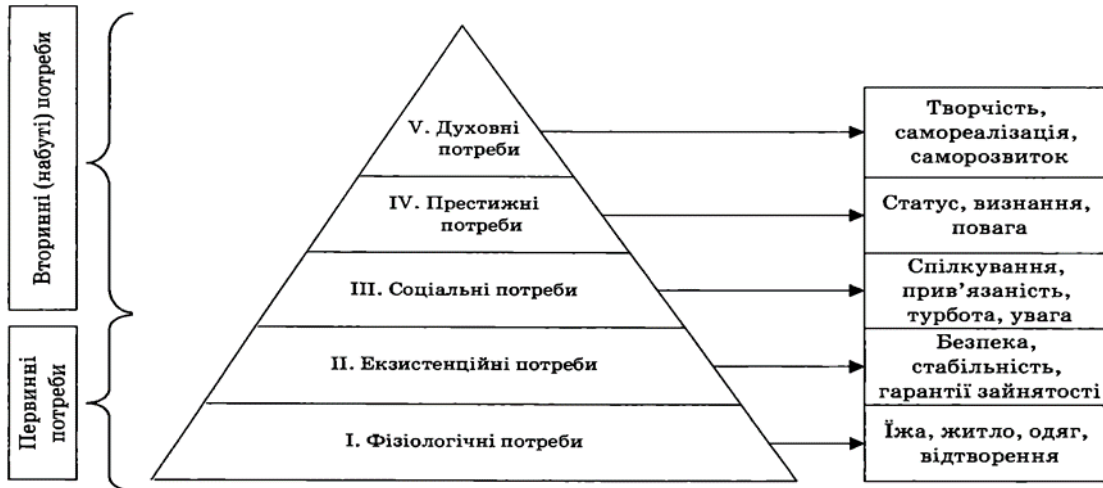 Вторинні (набуті) потреби
Первинні
потреби
V. Духовні
потреби
IV. Престижні
потреби
III. Соціальні потреби
II. Екзистенційні потреби
I. Фізіологічні потреби
Творчість,
самореалізація,
саморозвиток
Статус, визнання,
повага
Спілкування,
прив’язаність,
турбота, увага
Безпека,
стабільність,
гарантії зайнятості
Їжа, житло, одяг,
відтворення